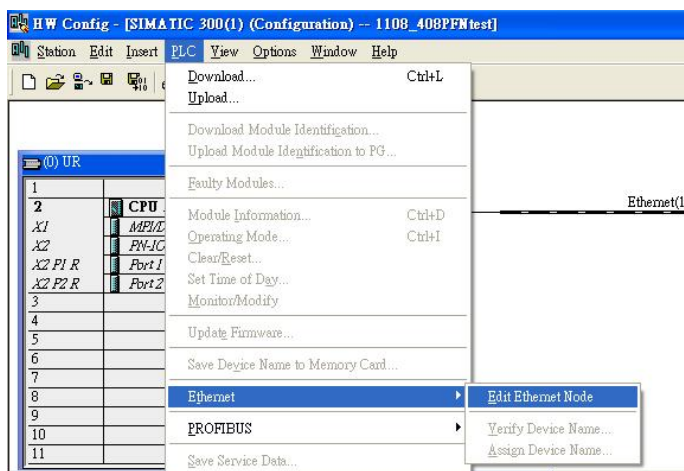 HW Config - [SIMATIC 300(1) (Configuration) -- 1108_408PFNtest]
Station Edit Insert PLC View Options Window Help
Download... Ctrl+L
Upload...
Download Module Identification...
Upload Module Identification to PG...
Faulty Modules...
Module Information... Ctrl+D
Operating Mode... Ctrl+I
Clear/Reset...
Set Time of Day...
Monitor/Modify
Update Firmware...
Save Device Name to Memory Card...
Ethernet
PROFIBUS
Save Service Data...
Edit Ethernet Node
Verify Device Name...
Assign Device Name...
(0) UR
1
2 CPU
X1 MPI/D
X2 PN-IO
X2 P1 R Port 1
X2 P2 R Port 2
3
4
5
6
7
8
9
10
11
Ethernet(1